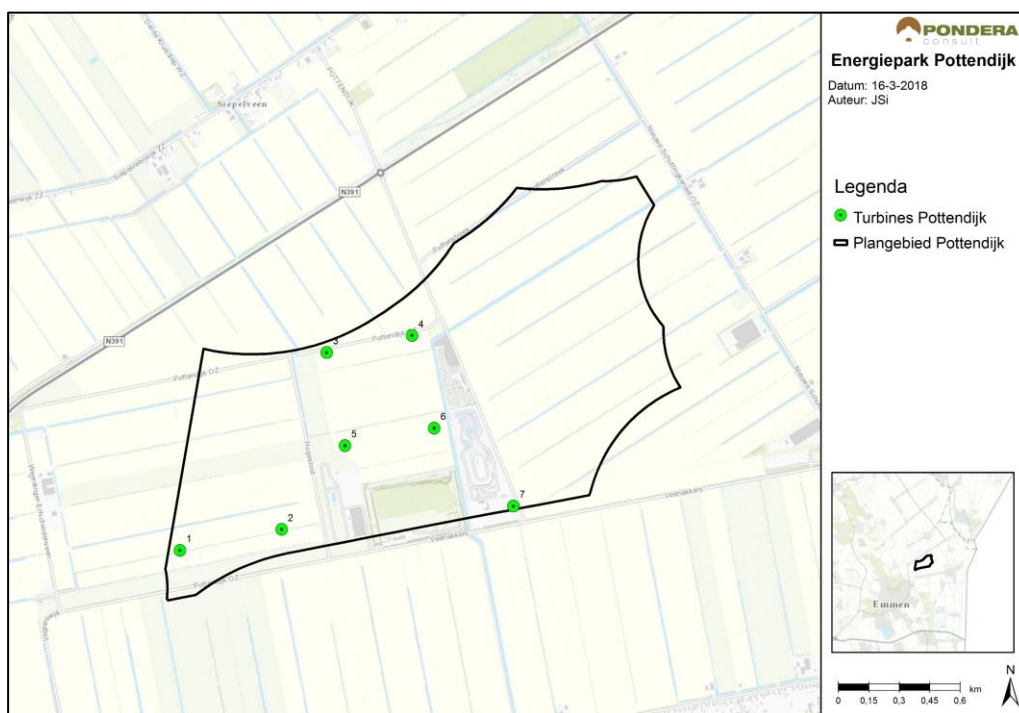 PONDERA
consult
Energiepark Pottendijk
Datum: 16-3-2018
Auteur: JSi
Legenda
Turbines Pottendijk
Plangebied Pottendijk
Siepelveen
POTTENDIJK
N391
N391
4
3
Pottendijk
Pottendijk OZ
6
5
Hogesloot
7
Veenakkers
2
1
Veenakkers
Pottendijk OZ
Emmen
N
0 0,15 0,3 0,45 0,6 km